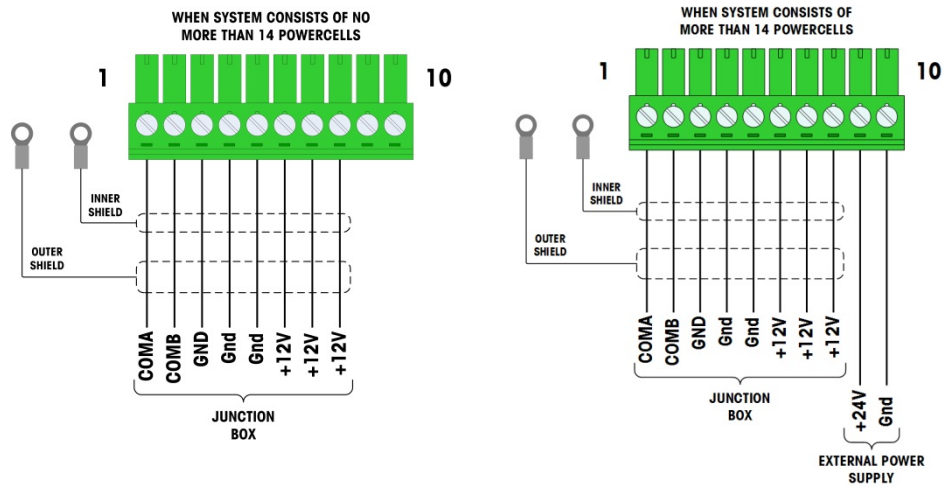 WHEN SYSTEM CONSISTS OF NO
MORE THAN 14 POWERCELLS
1
10
INNER
SHIELD
OUTER
SHIELD
COMA
COMB
GND
Gnd
Gnd
+12V
+12V
+12V
JUNCTION
BOX
WHEN SYSTEM CONSISTS OF
MORE THAN 14 POWERCELLS
1
10
INNER
SHIELD
OUTER
SHIELD
COMA
COMB
GND
Gnd
Gnd
+12V
+12V
+12V
+24V
Gnd
JUNCTION
BOX
EXTERNAL POWER
SUPPLY